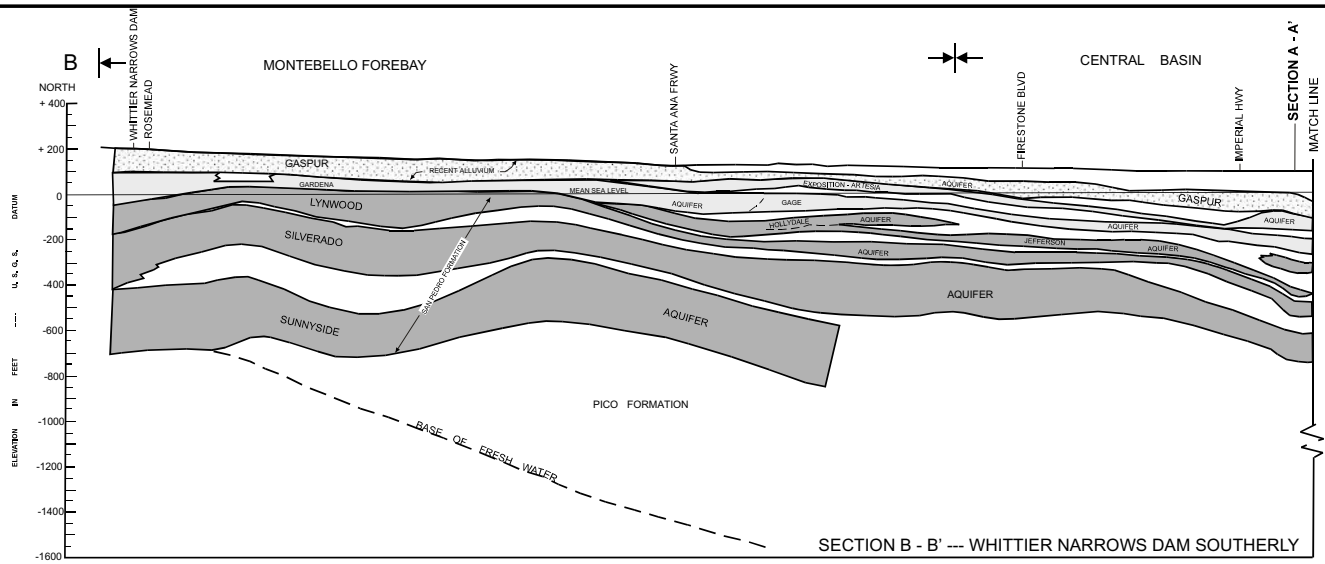 B
NORTH
MONTEBELLO FOREBAY
CENTRAL BASIN
WHITTIER NARROWS DAM
ROSEMEAD
SANTA ANA FRWY
FIRESTONE BLVD
IMPERIAL HWY
SECTION A - A'
MATCH LINE
+ 400
+ 200
0
-200
-400
-600
-800
-1000
-1200
-1400
-1600
ELEVATION IN FEET --- U. S. G. S. DATUM
GASPUR
RECENT ALLUVIUM
GARDENA
MEAN SEA LEVEL
EXPOSITION - ARTESIA
AQUIFER
GASPUR
LYNWOOD
AQUIFER
GAGE
AQUIFER
AQUIFER
HOLLYDALE
AQUIFER
SILVERADO
JEFFERSON
AQUIFER
AQUIFER
SAN PEDRO FORMATION
AQUIFER
SUNNYSIDE
AQUIFER
PICO FORMATION
BASE OF FRESH WATER
SECTION B - B' --- WHITTIER NARROWS DAM SOUTHERLY